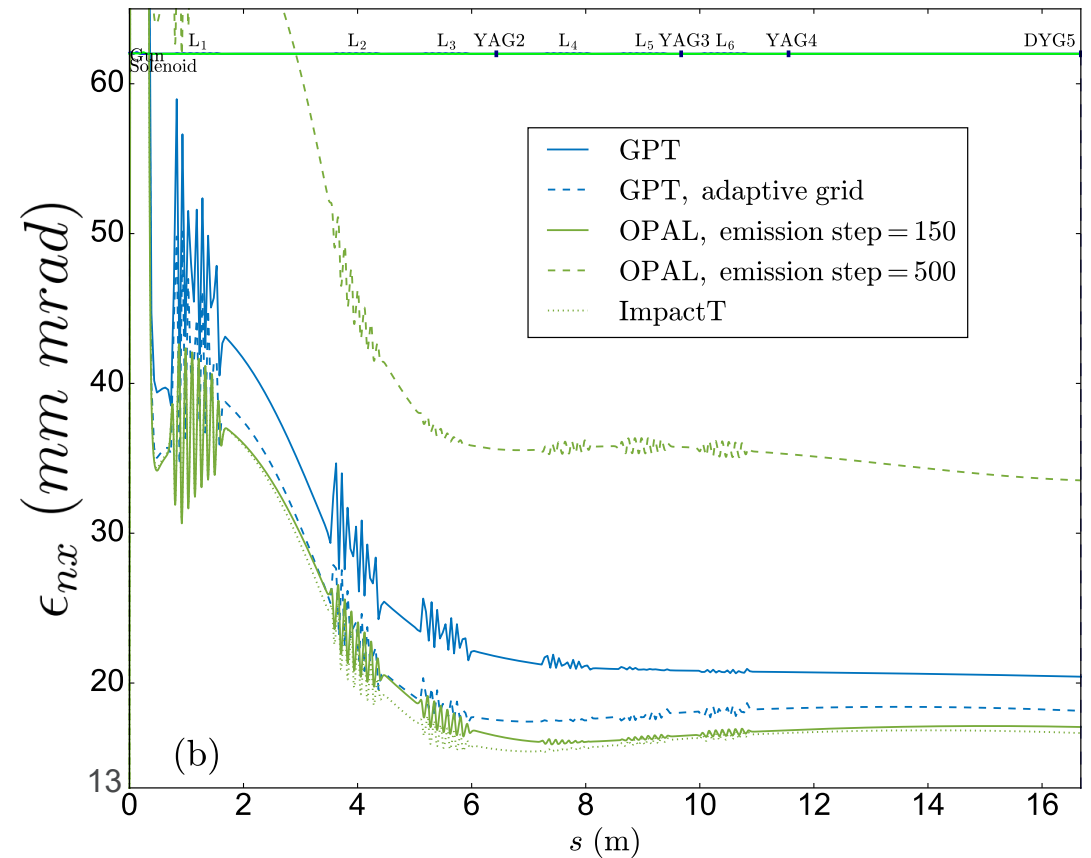 L₁ L₂ L₃ YAG2 L₄ L₅ YAG3 L₆ YAG4 DYG5
Gun
Solenoid
60
50
40
30
20
13
ϵnx (mm mrad)
GPT
GPT, adaptive grid
OPAL, emission step = 150
OPAL, emission step = 500
ImpactT
(b)
0 2 4 6 8 10 12 14 16
s (m)